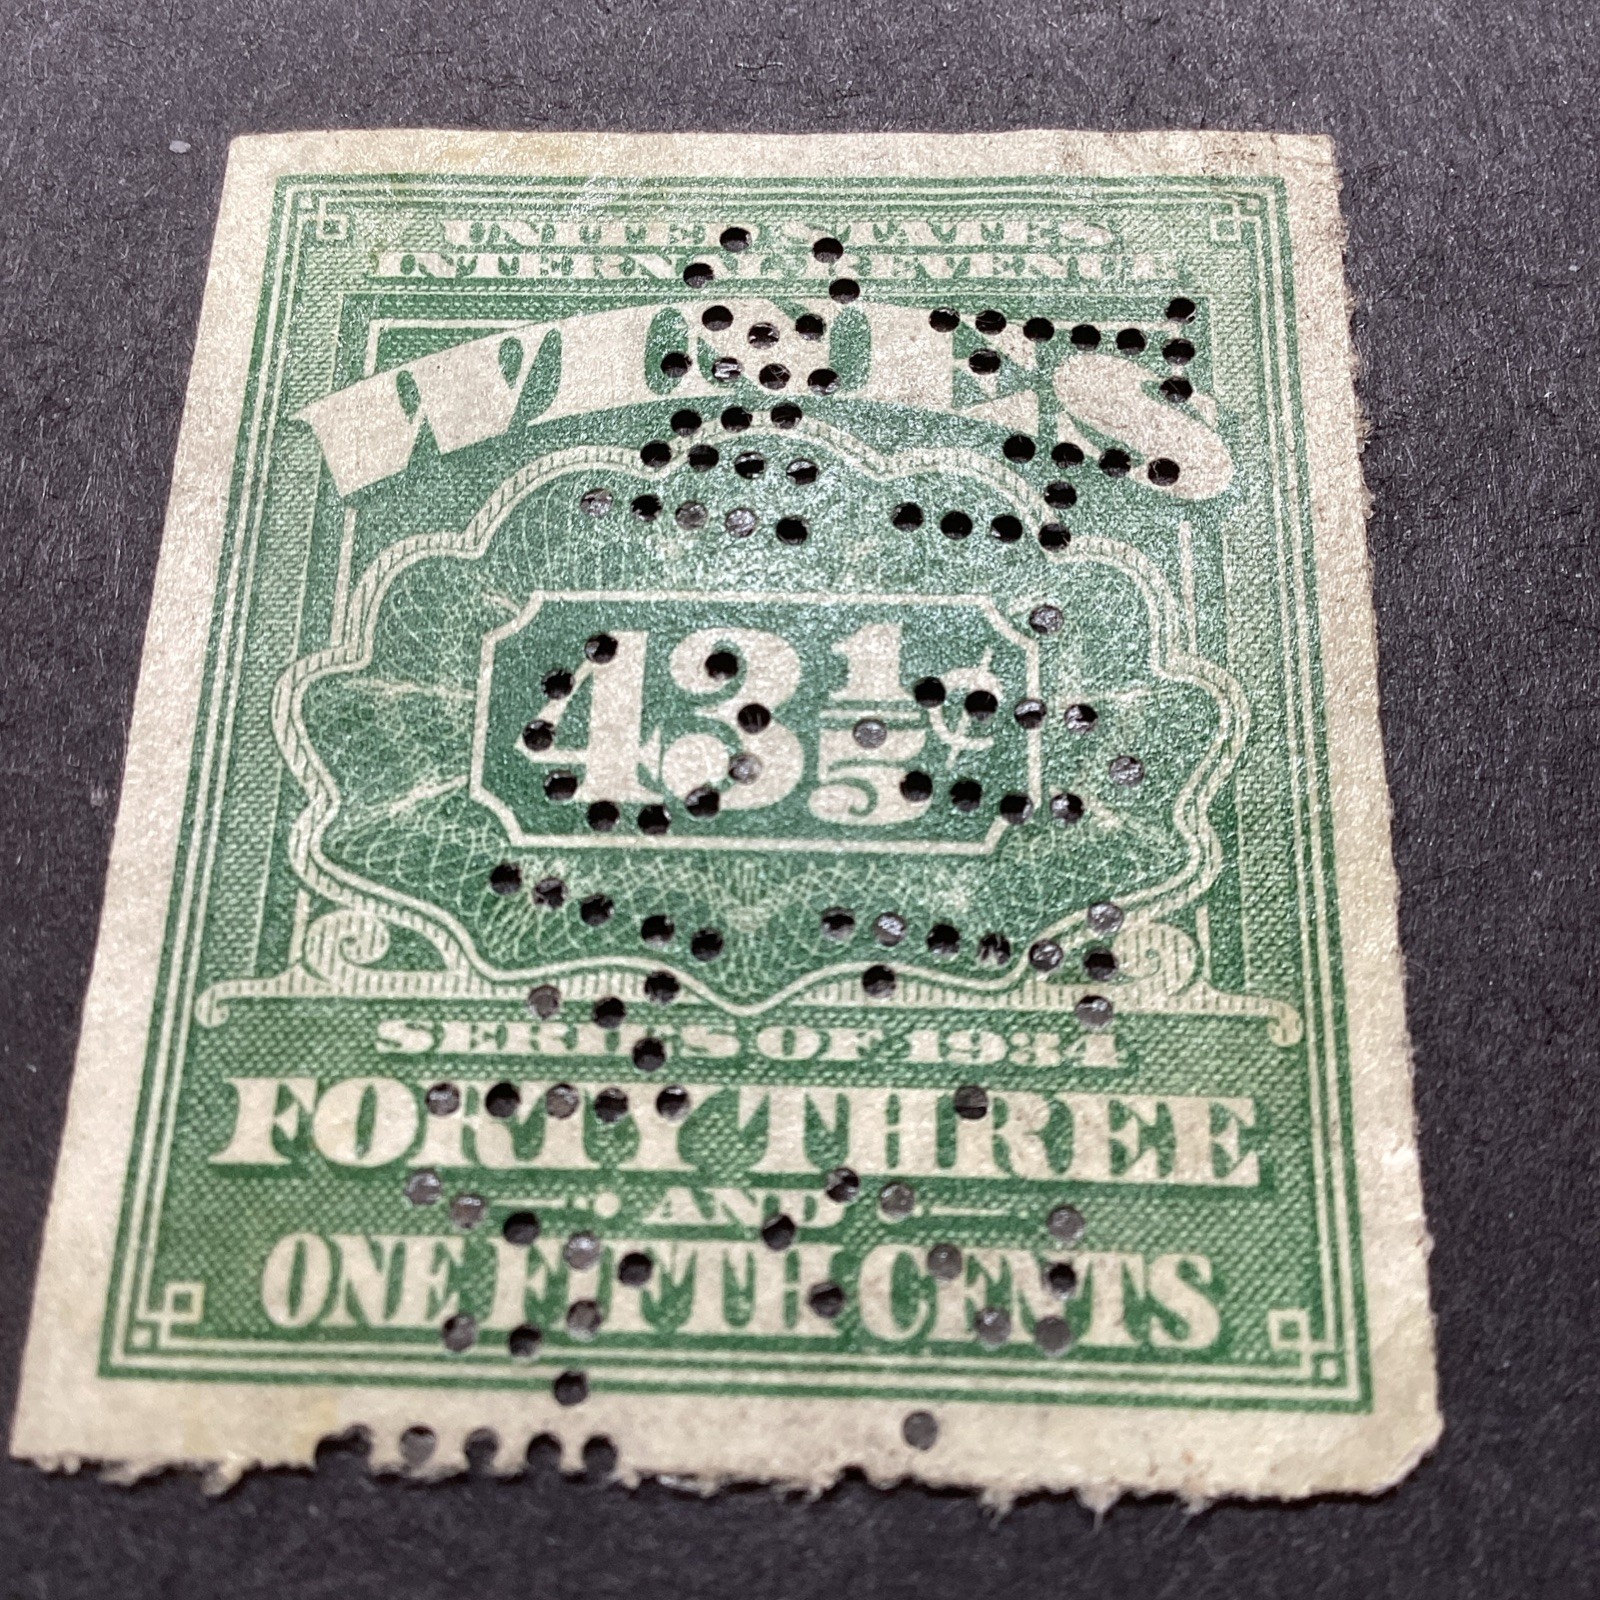 UNITED STATES
INTERNAL REVENUE
WINES
43 1/5 ¢
SERIES OF 1934
FORTY THREE
AND
ONE FIFTH CENTS